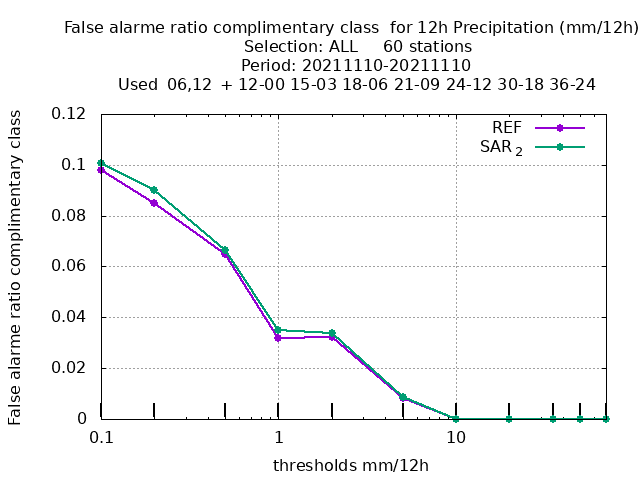 False alarme ratio complimentary class  for 12h Precipitation (mm/12h)
Selection: ALL     60 stations
Period: 20211110-20211110
Used  06,12  + 12-00 15-03 18-06 21-09 24-12 30-18 36-24
False alarme ratio complimentary class
0.12
0.1
0.08
0.06
0.04
0.02
0
REF
SAR 2
0.1
1
10
thresholds mm/12h